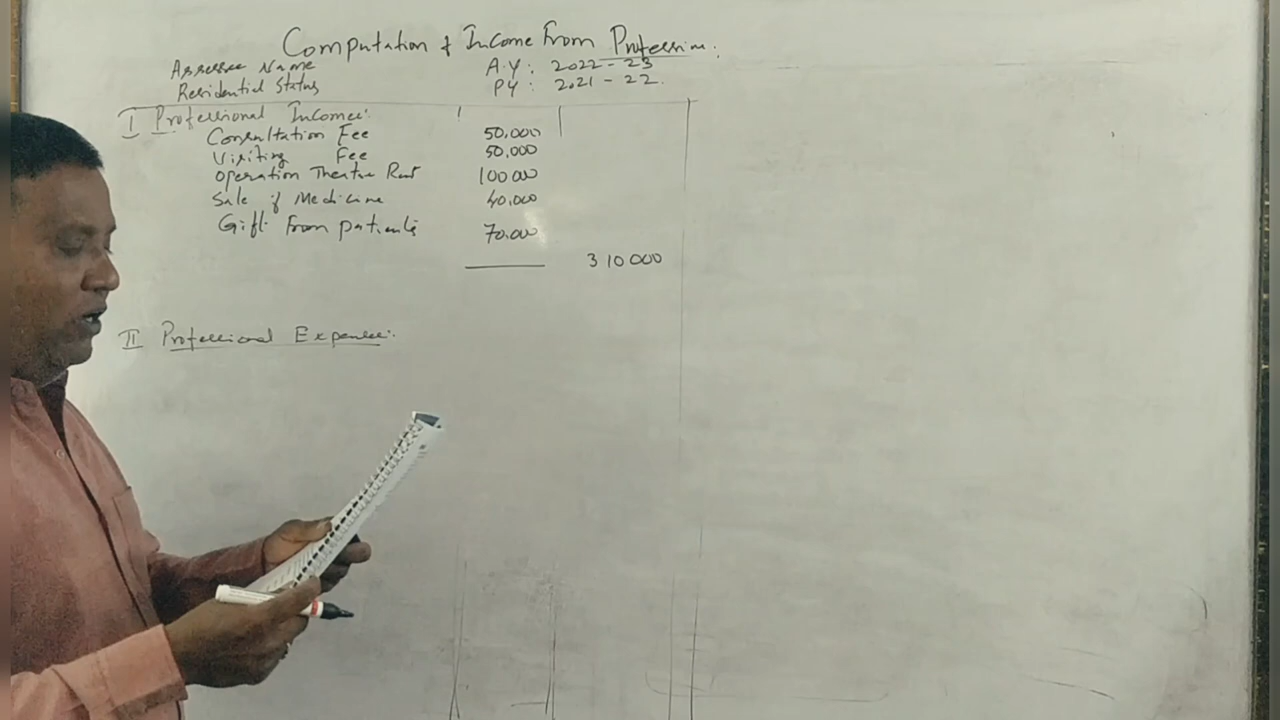 Computation of Income From Profession.
Assessee Name A.Y: 2022-23
Residential Status PY: 2021-22.
I Professional Incomes:
Consultation Fee 50,000
Visiting Fee 50,000
Operation Theatre Rent 100000
Sale of Medicine 40,000
Gift From patients 70,000
310000
II Professional Expenses: